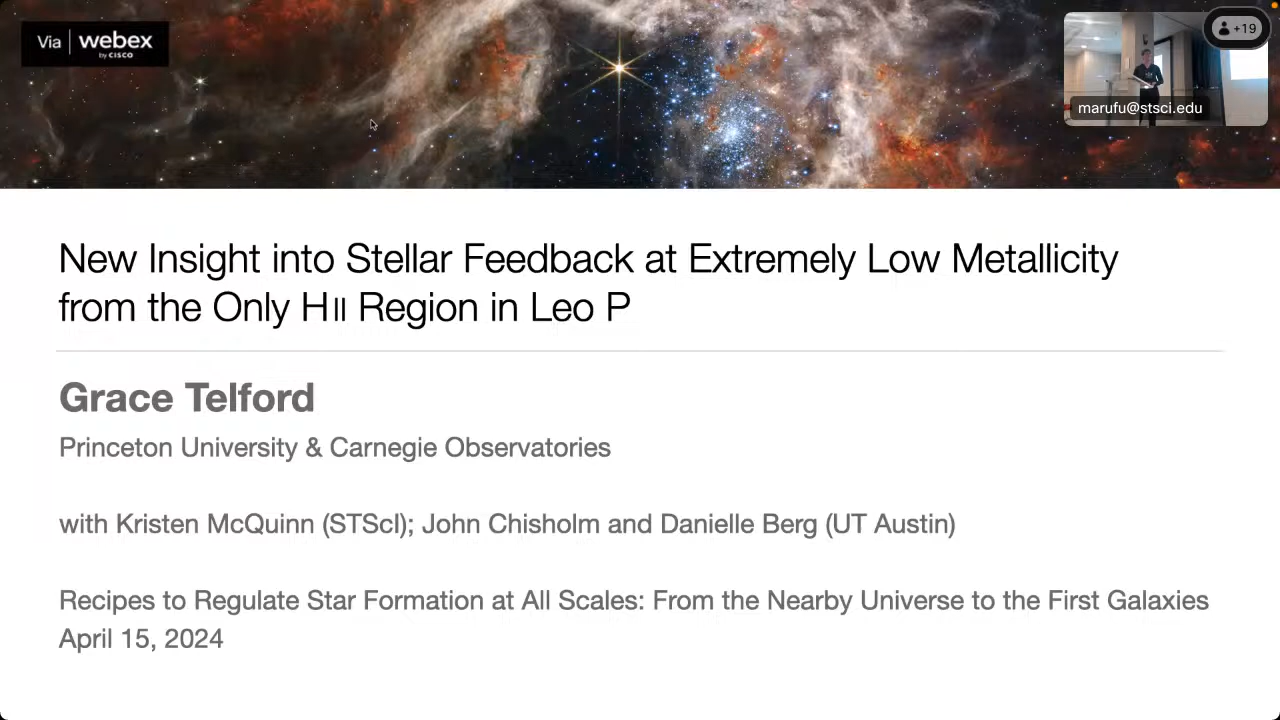 Via | webex
by CISCO
+19
marufu@stsci.edu
New Insight into Stellar Feedback at Extremely Low Metallicity
from the Only H II Region in Leo P
Grace Telford
Princeton University & Carnegie Observatories
with Kristen McQuinn (STScI); John Chisholm and Danielle Berg (UT Austin)
Recipes to Regulate Star Formation at All Scales: From the Nearby Universe to the First Galaxies
April 15, 2024